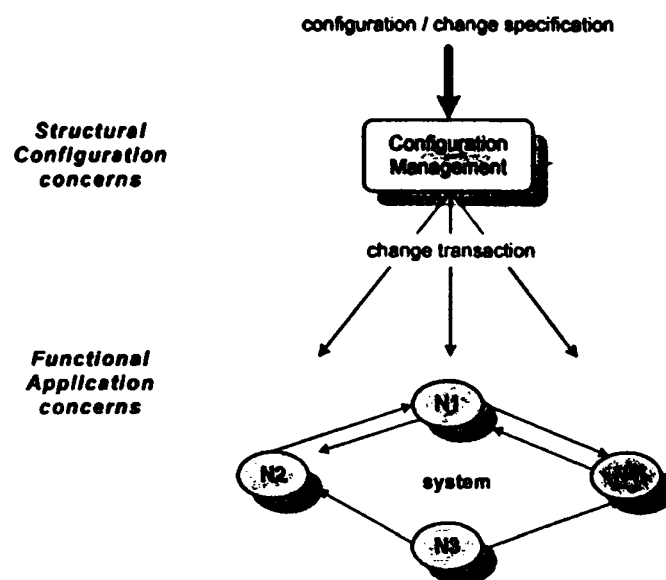 configuration / change specification
Structural
Configuration
concerns
Configuration
Management
change transaction
Functional
Application
concerns
N1
N2
system
N3